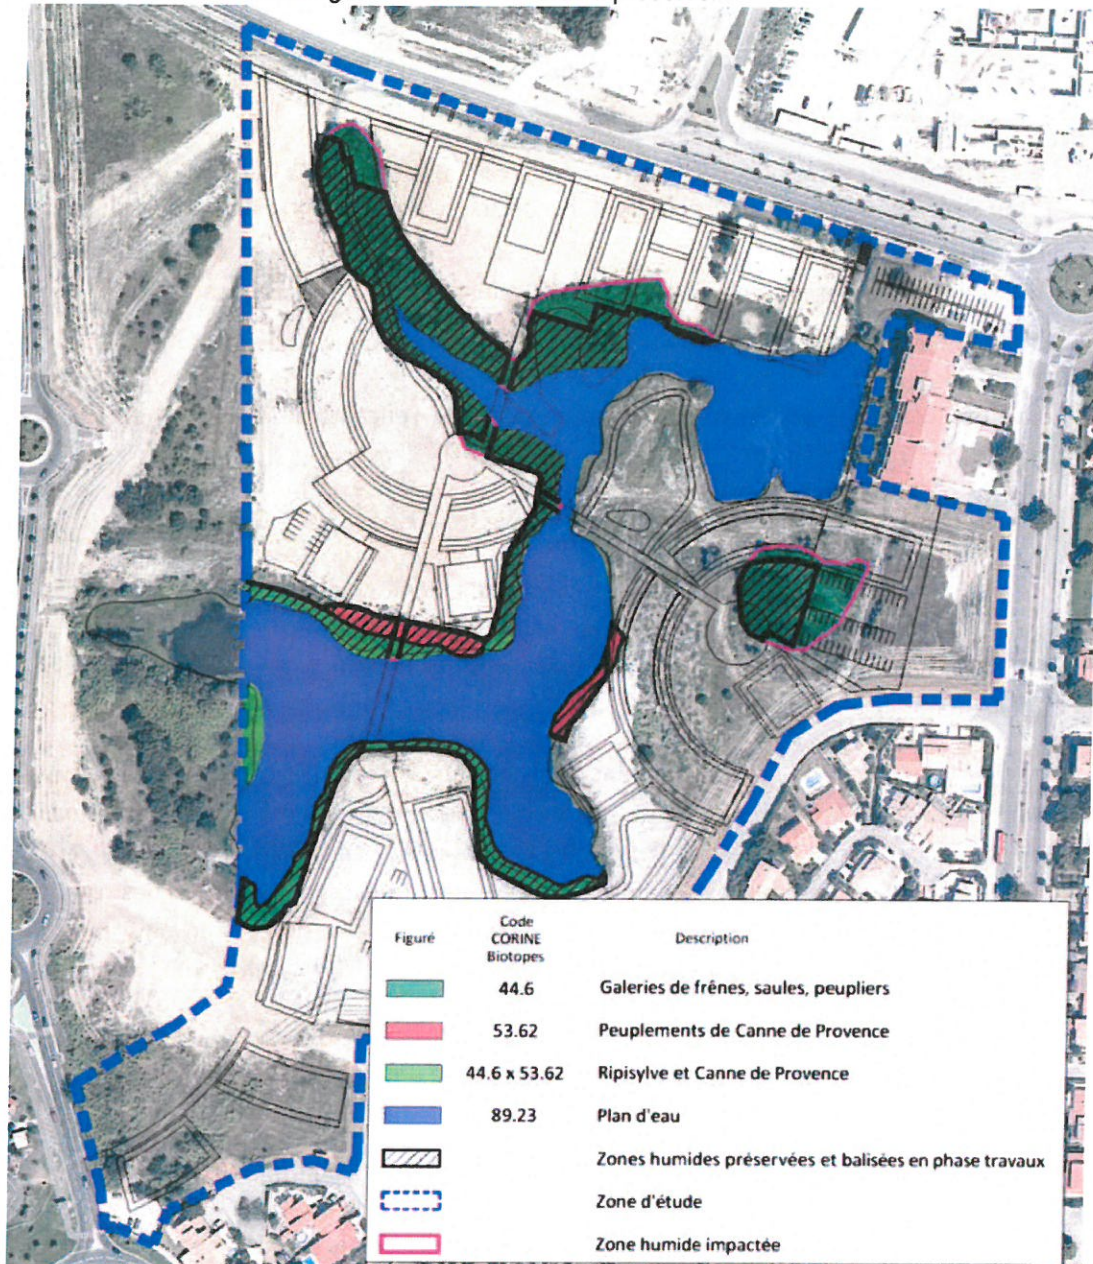 Figuré
Code
CORINE
Biotopes
Description
44.6 Galeries de frênes, saules, peupliers
53.62 Peuplements de Canne de Provence
44.6 x 53.62 Ripisylve et Canne de Provence
89.23 Plan d'eau
Zones humides préservées et balisées en phase travaux
Zone d'étude
Zone humide impactée